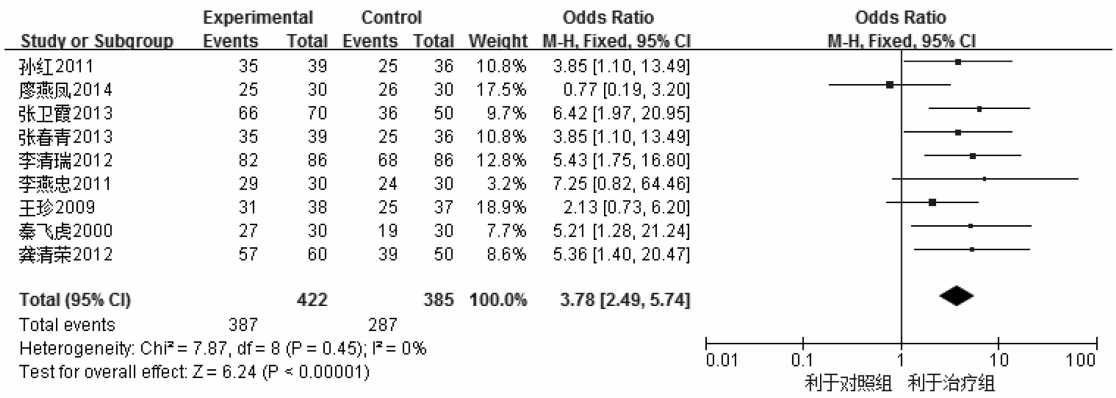 Experimental Control Odds Ratio Odds Ratio
Study or Subgroup Events Total Events Total Weight M-H, Fixed, 95% CI M-H, Fixed, 95% CI
孙红2011 35 39 25 36 10.8% 3.85 [1.10, 13.49]
廖燕凤2014 25 30 26 30 17.5% 0.77 [0.19, 3.20]
张卫霞2013 66 70 36 50 9.7% 6.42 [1.97, 20.95]
张春青2013 35 39 25 36 10.8% 3.85 [1.10, 13.49]
李清瑞2012 82 86 68 86 12.8% 5.43 [1.75, 16.80]
李燕忠2011 29 30 24 30 3.2% 7.25 [0.82, 64.46]
王珍2009 31 38 25 37 18.9% 2.13 [0.73, 6.20]
秦飞虎2000 27 30 19 30 7.7% 5.21 [1.28, 21.24]
龚清荣2012 57 60 39 50 8.6% 5.36 [1.40, 20.47]
Total (95% CI) 422 385 100.0% 3.78 [2.49, 5.74]
Total events 387 287
Heterogeneity: Chi² = 7.87, df = 8 (P = 0.45); I² = 0%
Test for overall effect: Z = 6.24 (P < 0.00001)
0.01 0.1 1 10 100
利于对照组 利于治疗组